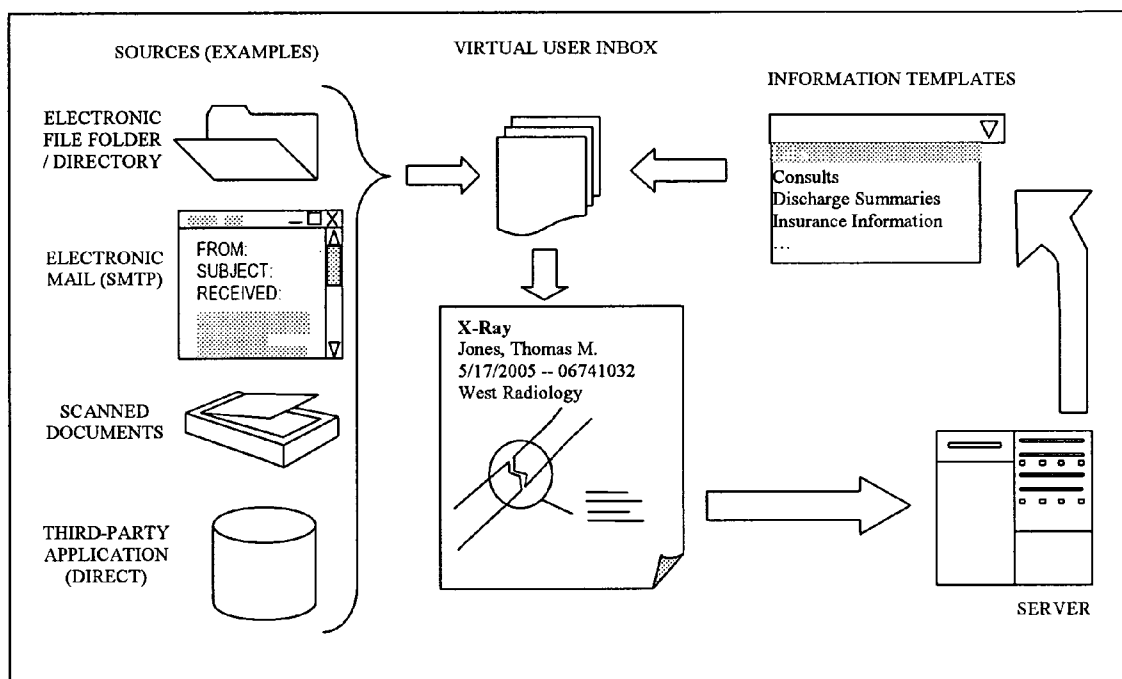 SOURCES (EXAMPLES)
VIRTUAL USER INBOX
INFORMATION TEMPLATES
ELECTRONIC
FILE FOLDER
/ DIRECTORY
Consults
Discharge Summaries
Insurance Information
...
X
ELECTRONIC
MAIL (SMTP)
FROM:
SUBJECT:
RECEIVED:
X-Ray
Jones, Thomas M.
5/17/2005 -- 06741032
West Radiology
SCANNED
DOCUMENTS
THIRD-PARTY
APPLICATION
(DIRECT)
SERVER